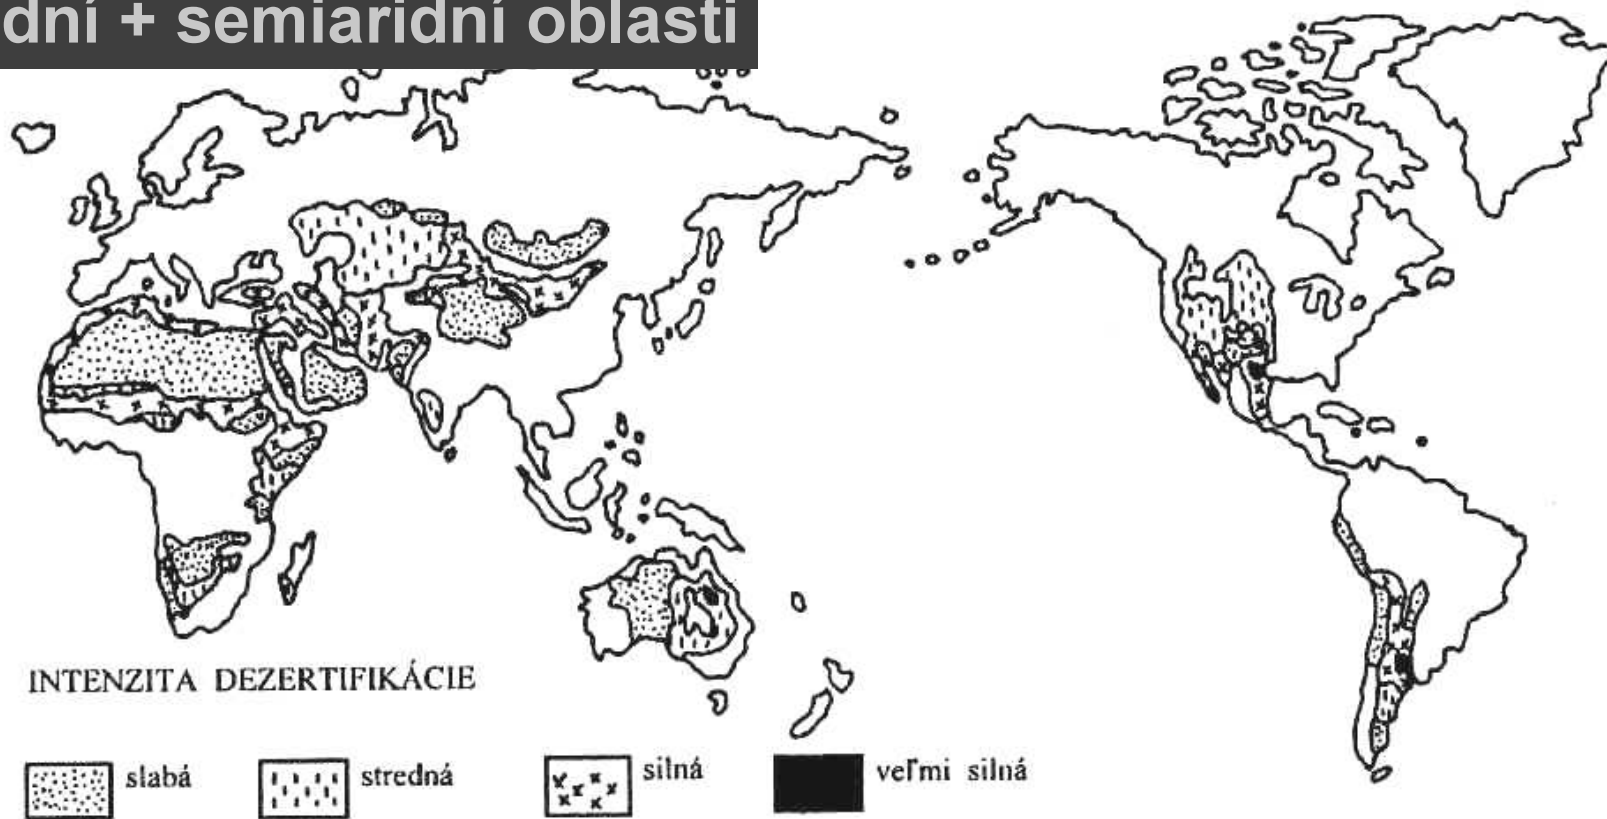 dní + semiaridní oblasti
INTENZITA DEZERTIFIKÁCIE
slabá
stredná
silná
veľmi silná